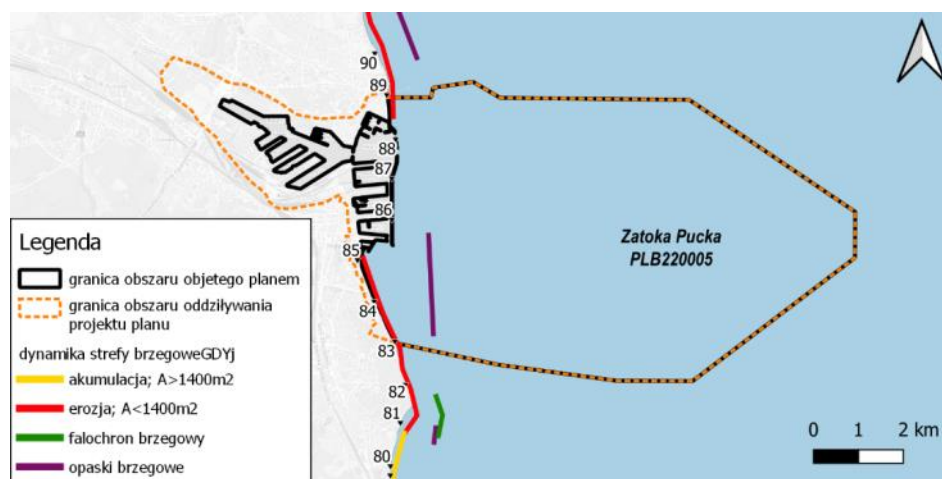 90
89
88
87
86
85
84
83
82
81
80
Zatoka Pucka
PLB220005
Legenda
granica obszaru objetego planem
granica obszaru oddziływania
projektu planu
dynamika strefy brzegoweGDYj
akumulacja; A>1400m2
erozja; A<1400m2
falochron brzegowy
opaski brzegowe
0 1 2 km